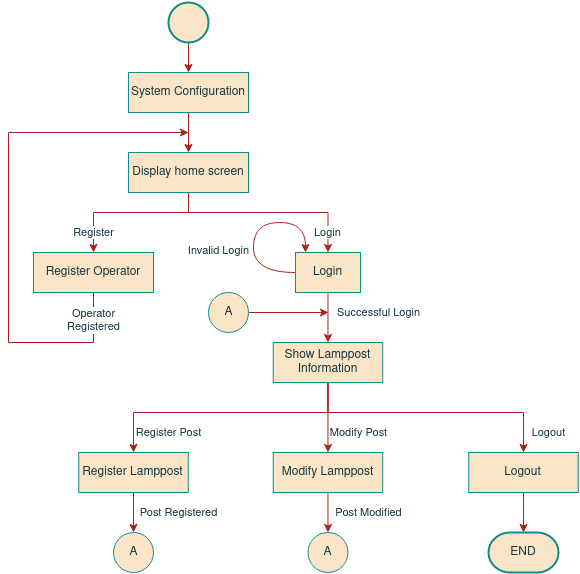 System Configuration
Display home screen
Register
Login
Invalid Login
Register Operator
Login
Operator
Registered
A
Successful Login
Show Lamppost
Information
Register Post
Modify Post
Logout
Register Lamppost
Modify Lamppost
Logout
Post Registered
Post Modified
A
A
END